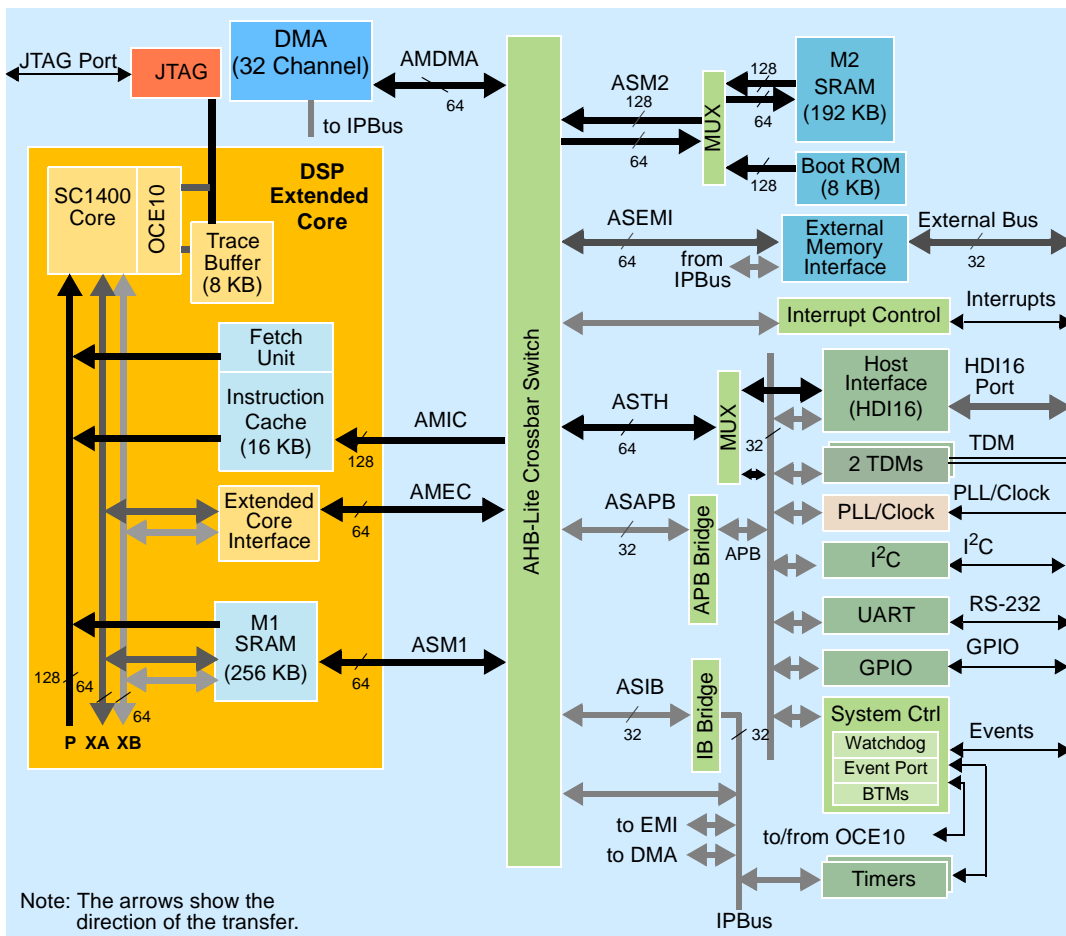 JTAG Port
JTAG
DMA
(32 Channel)
AMDMA
64
to IPBus
DSP
Extended
Core
SC1400
Core
OCE10
Trace
Buffer
(8 KB)
Fetch
Unit
Instruction
Cache
(16 KB)
AMIC
128
Extended
Core
Interface
AMEC
64
M1
SRAM
(256 KB)
ASM1
64
128
64
64
P
XA
XB
Note: The arrows show the
direction of the transfer.
AHB-Lite Crossbar Switch
ASM2
128
64
MUX
128
64
128
M2
SRAM
(192 KB)
Boot ROM
(8 KB)
ASEMI
64
from
IPBus
External
Memory
Interface
External Bus
32
Interrupt Control
Interrupts
ASTH
64
MUX
32
Host
Interface
(HDI16)
HDI16
Port
2 TDMs
TDM
ASAPB
32
APB Bridge
APB
PLL/Clock
PLL/Clock
I2C
I2C
UART
RS-232
GPIO
GPIO
ASIB
32
IB Bridge
32
System Ctrl
Watchdog
Event Port
BTMs
Events
to EMI
to DMA
to/from OCE10
Timers
IPBus